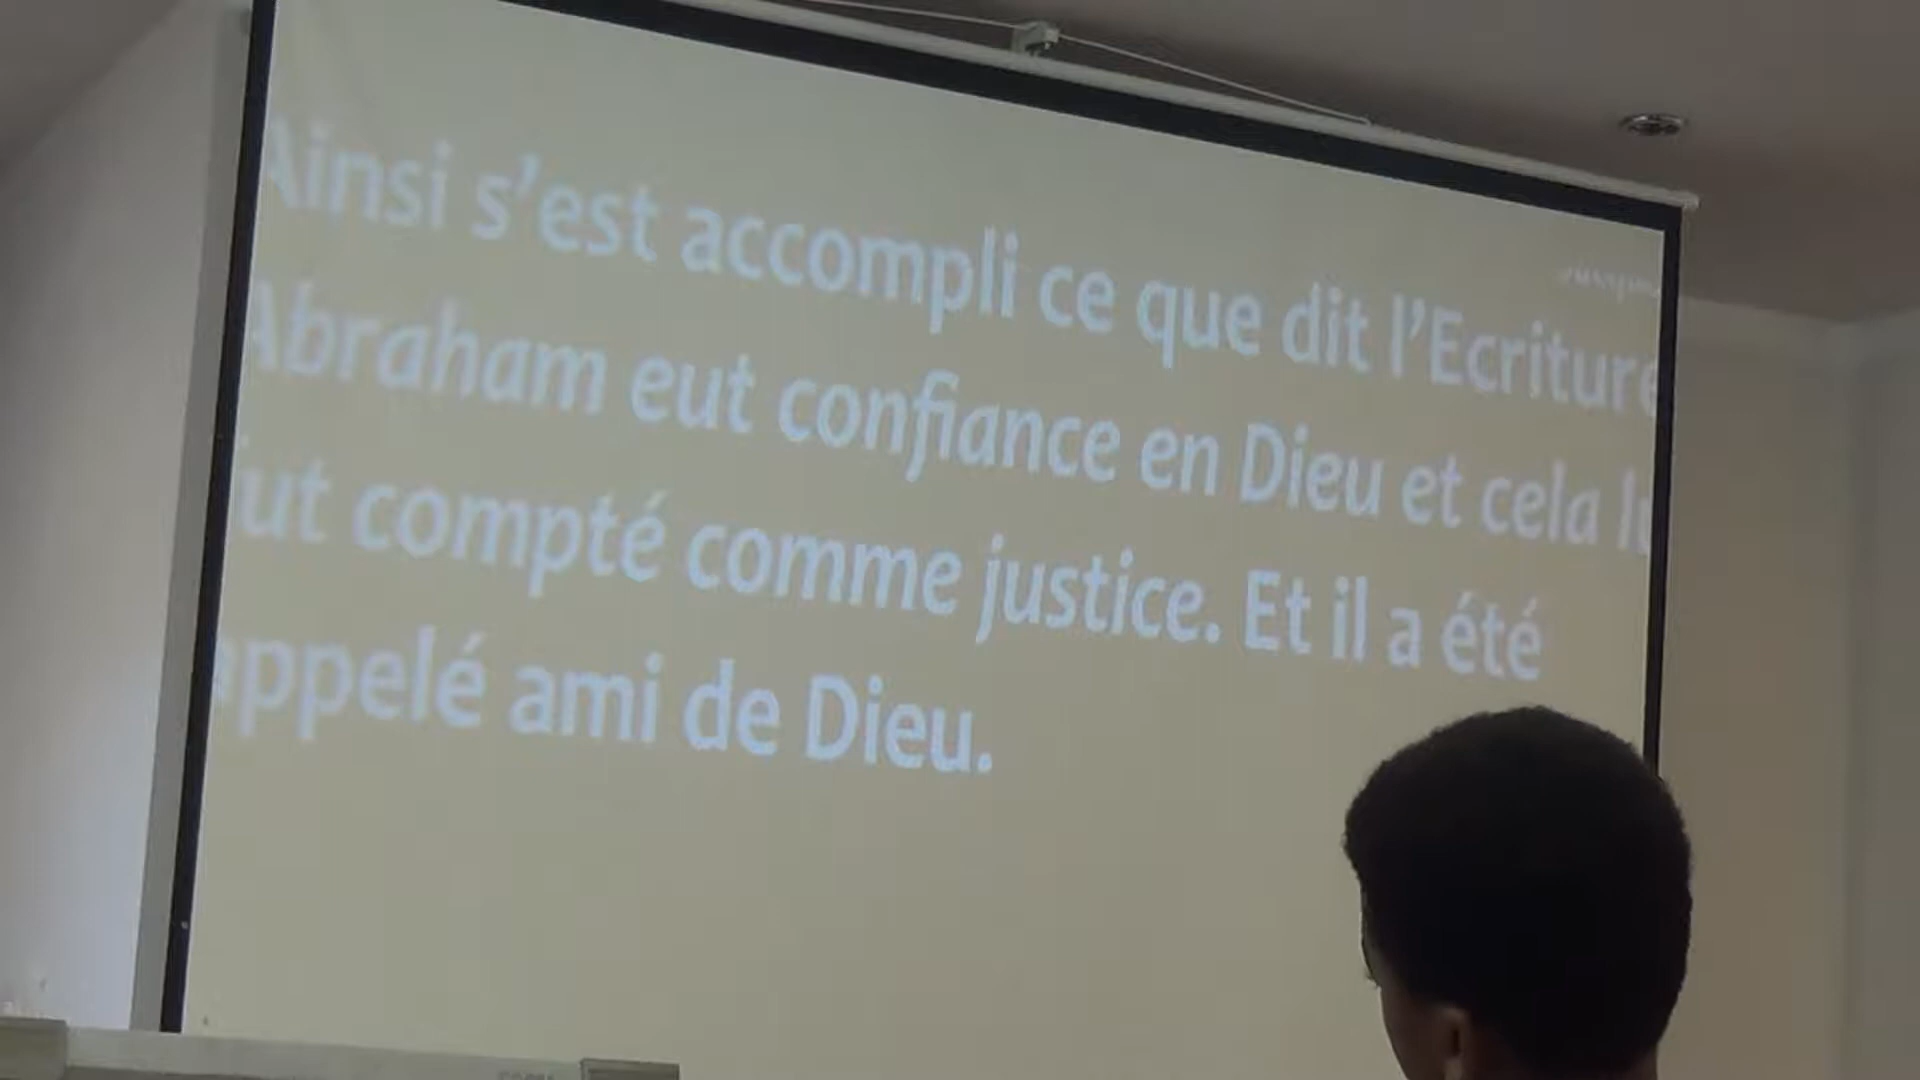 Ainsi s'est accompli ce que dit l'Ecriture
Abraham eut confiance en Dieu et cela
fut compté comme justice. Et il a été
appelé ami de Dieu.